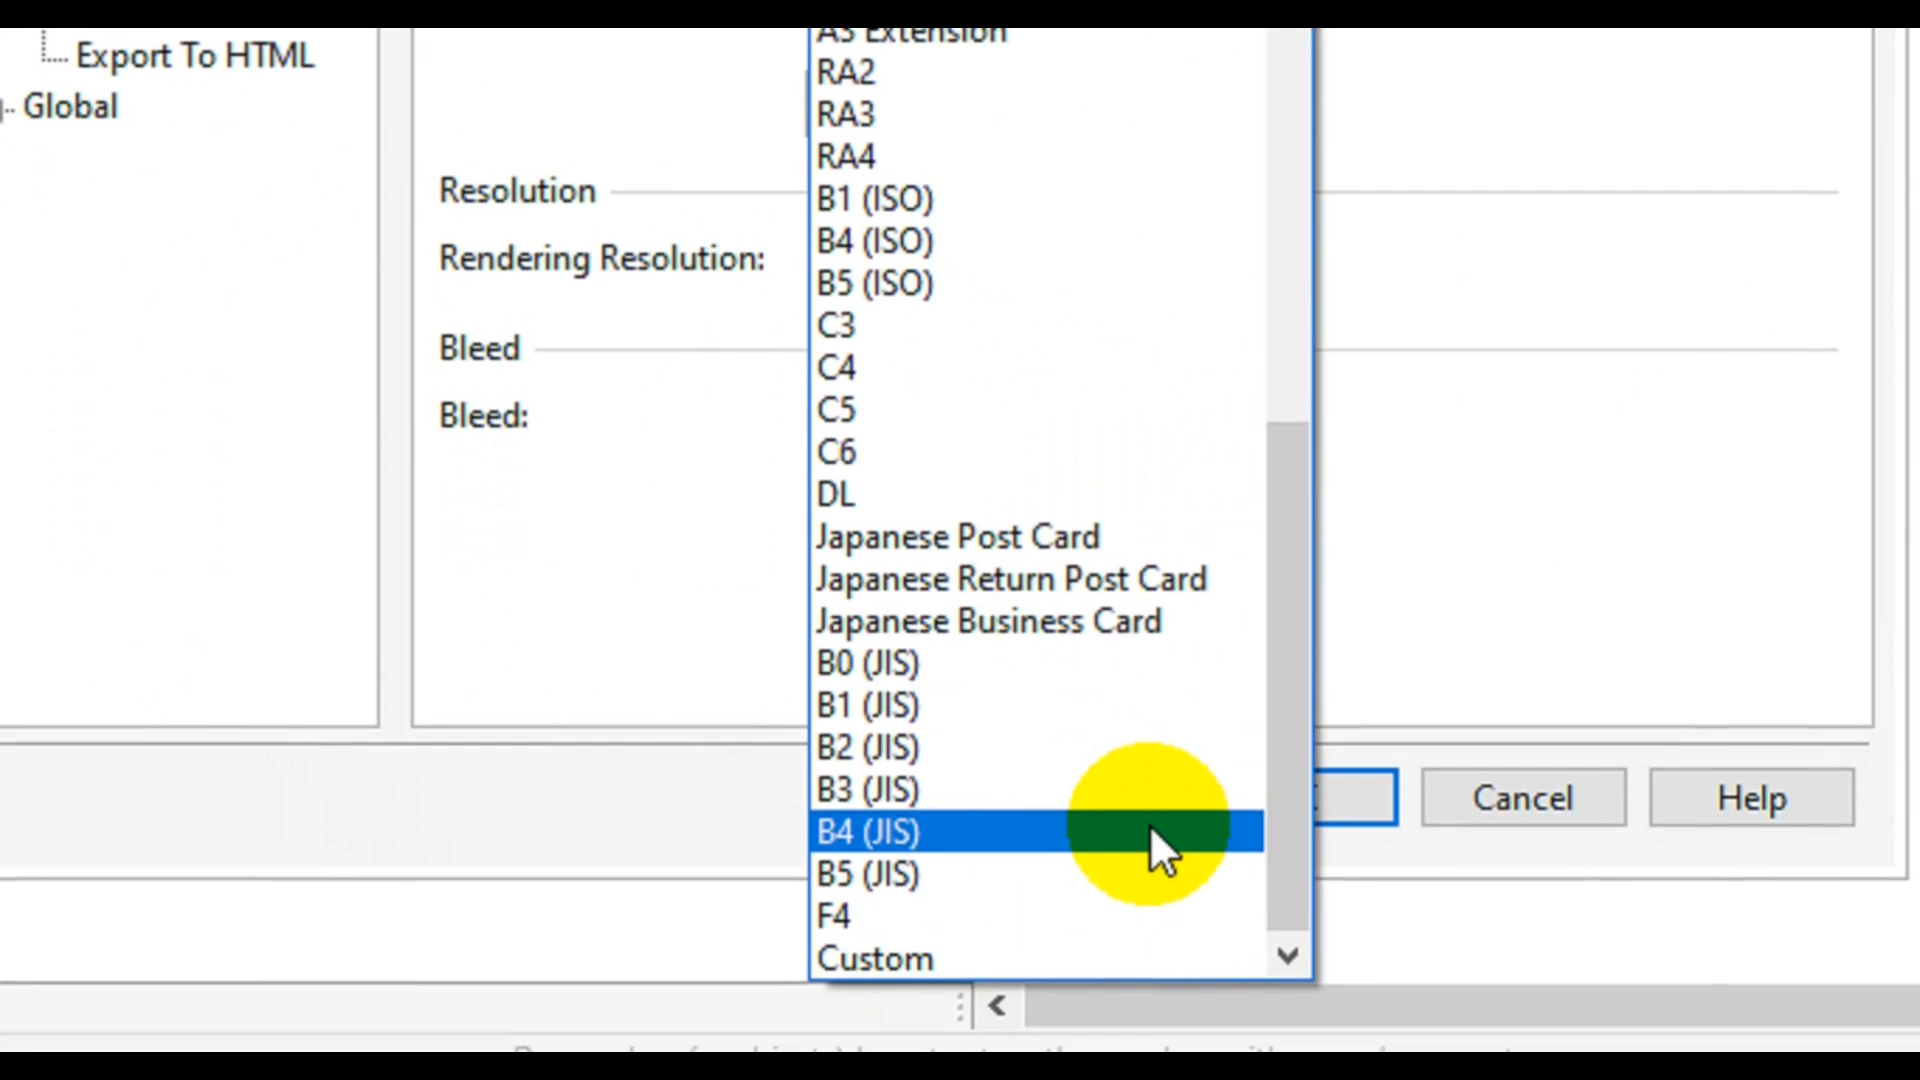 Export To HTML
Global
Resolution
Rendering Resolution:
Bleed
Bleed:
A3 Extension
RA2
RA3
RA4
B1 (ISO)
B4 (ISO)
B5 (ISO)
C3
C4
C5
C6
DL
Japanese Post Card
Japanese Return Post Card
Japanese Business Card
B0 (JIS)
B1 (JIS)
B2 (JIS)
B3 (JIS)
B4 (JIS)
B5 (JIS)
F4
Custom
Cancel
Help